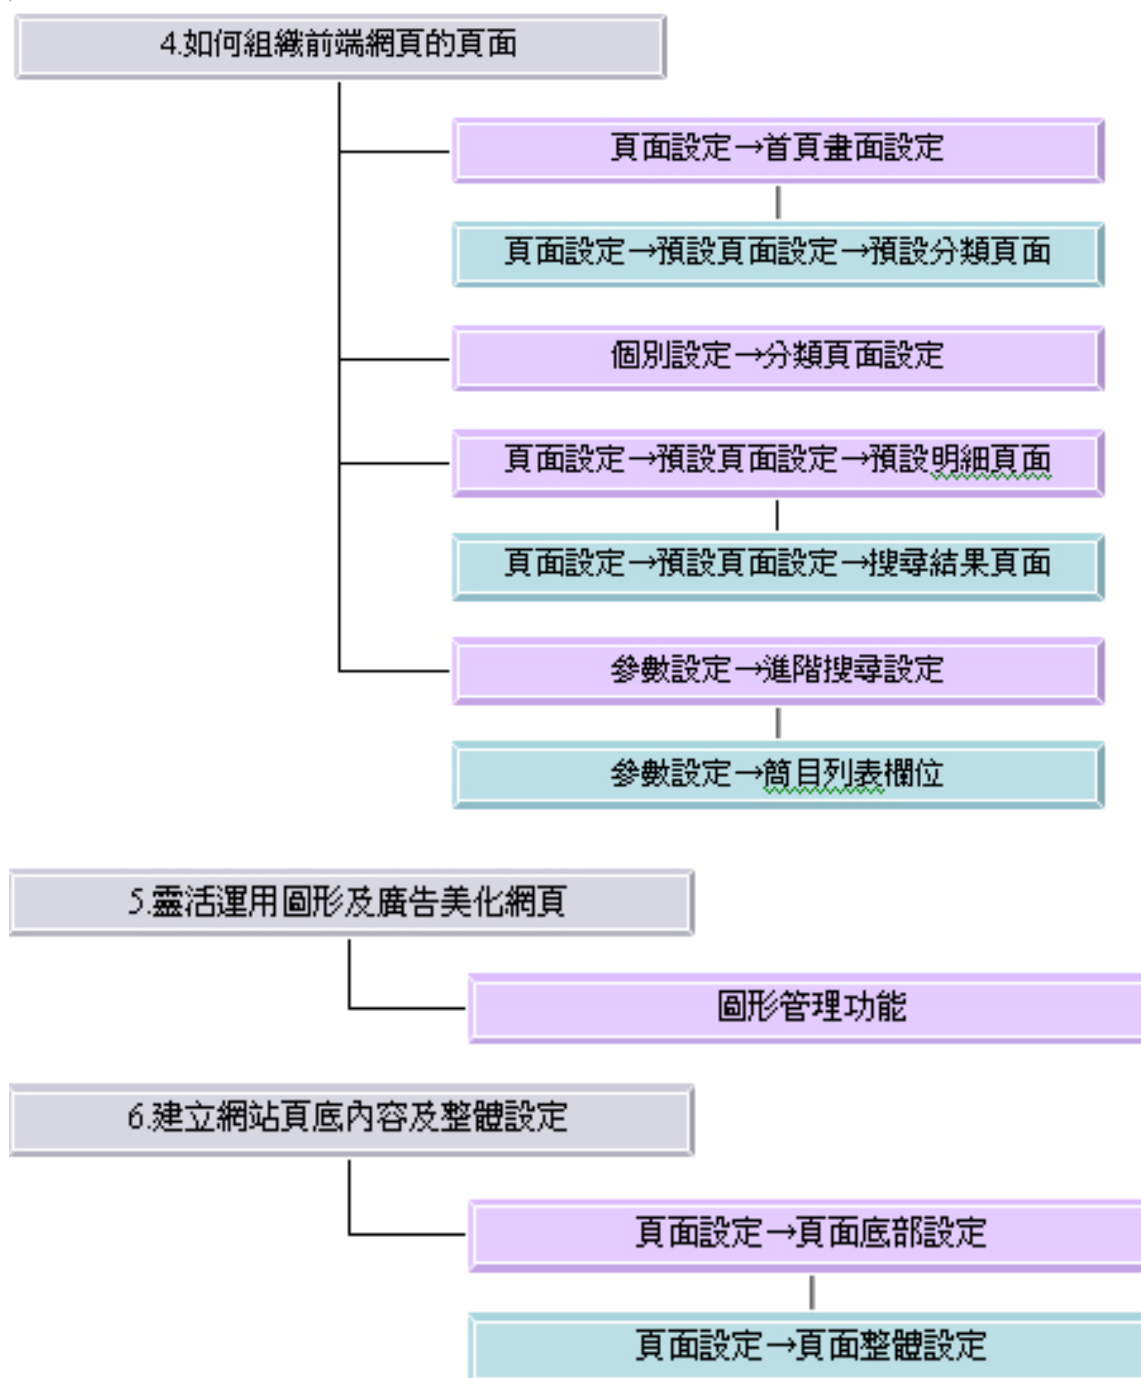 4.如何組織前端網頁的頁面
頁面設定→首頁畫面設定
頁面設定→預設頁面設定→預設分類頁面
個別設定→分類頁面設定
頁面設定→預設頁面設定→預設明細頁面
頁面設定→預設頁面設定→搜尋結果頁面
參數設定→進階搜尋設定
參數設定→簡目列表欄位
5.靈活運用圖形及廣告美化網頁
圖形管理功能
6.建立網站頁底內容及整體設定
頁面設定→頁面底部設定
頁面設定→頁面整體設定